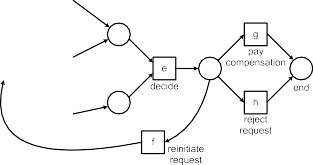 g
pay
compensation
e
decide
end
h
reject
request
f
reinitiate
request